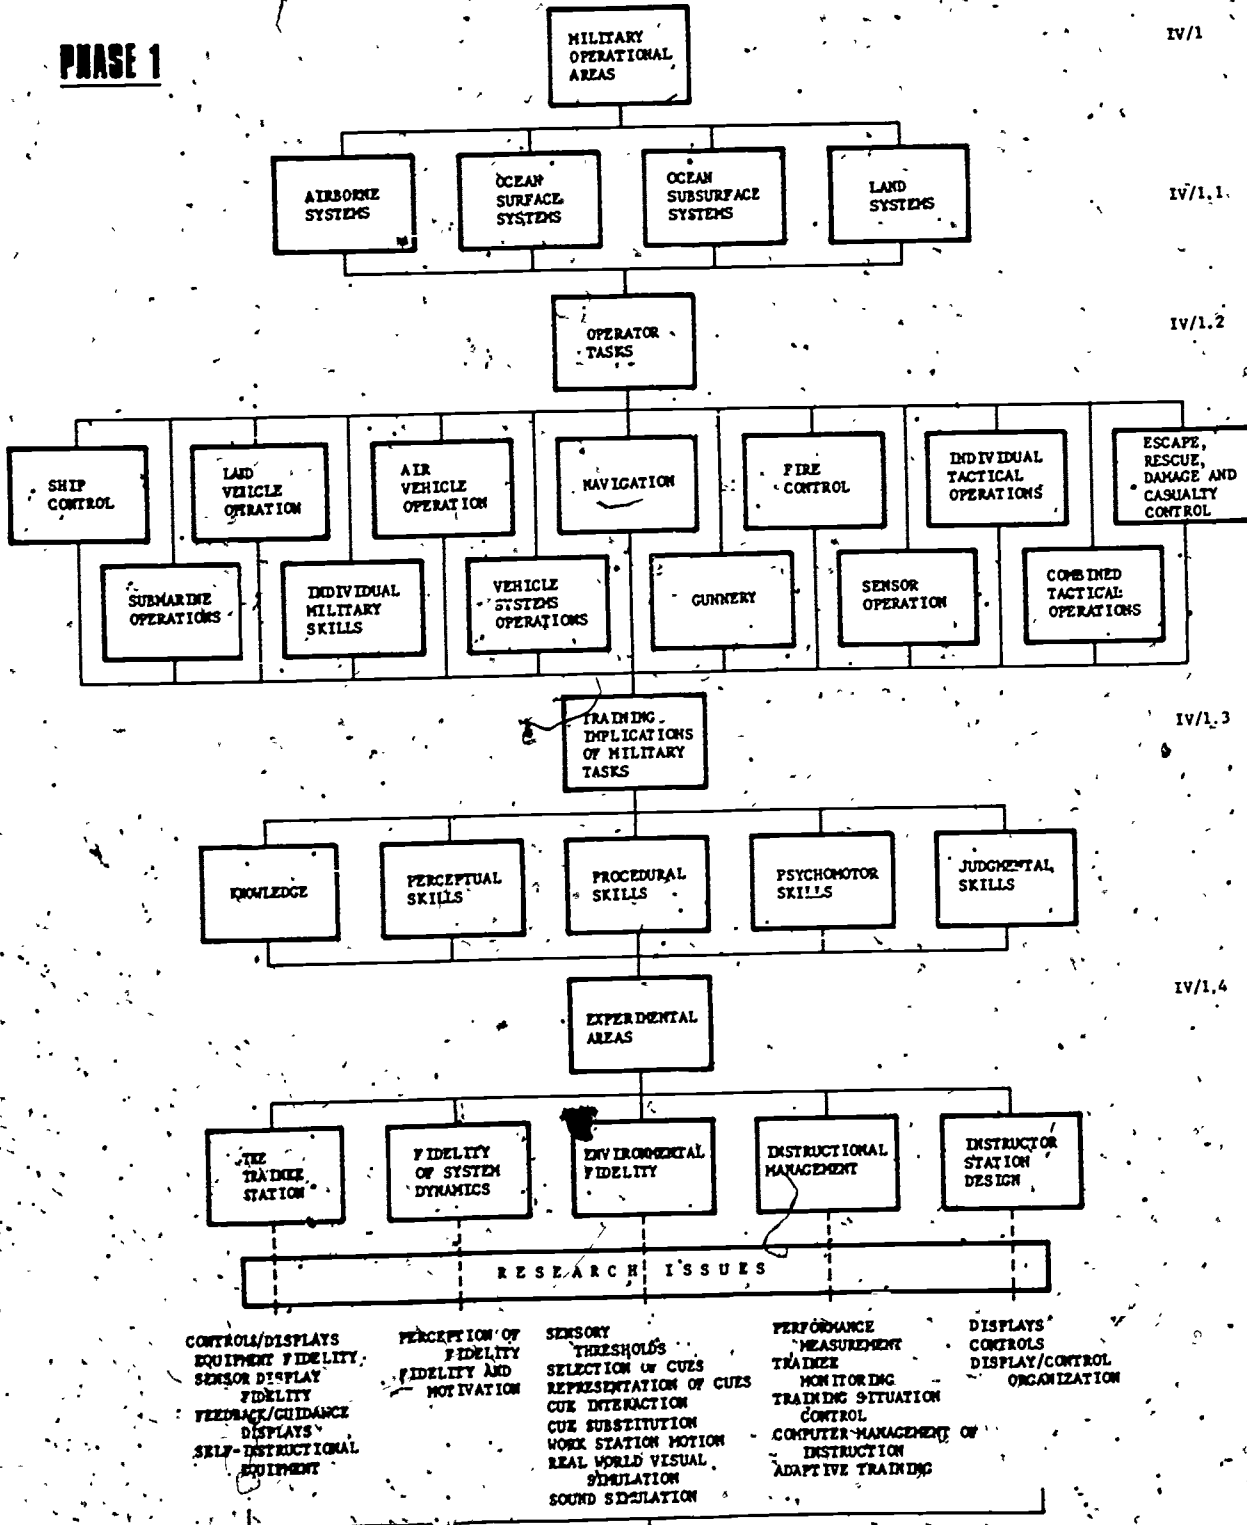 PHASE 1
IV/1
MILITARY
OPERATIONAL
AREAS
IV/1.1
AIRBORNE
SYSTEMS
OCEAN
SURFACE
SYSTEMS
OCEAN
SUBSURFACE
SYSTEMS
LAND
SYSTEMS
IV/1.2
OPERATOR
TASKS
SHIP
CONTROL
LAND
VEHICLE
OPERATION
AIR
VEHICLE
OPERATION
NAVIGATION
FIRE
CONTROL
INDIVIDUAL
TACTICAL
OPERATIONS
ESCAPE,
RESCUE,
DAMAGE AND
CASUALTY
CONTROL
SUBMARINE
OPERATIONS
INDIVIDUAL
MILITARY
SKILLS
VEHICLE
SYSTEMS
OPERATIONS
GUNNERY
SENSOR
OPERATION
COMBINED
TACTICAL
OPERATIONS
IV/1.3
TRAINING
IMPLICATIONS
OF MILITARY
TASKS
KNOWLEDGE
PERCEPTUAL
SKILLS
PROCEDURAL
SKILLS
PSYCHOMOTOR
SKILLS
JUDGMENTAL
SKILLS
IV/1.4
EXPERIMENTAL
AREAS
THE
TRAINEE
STATION
FIDELITY
OF SYSTEM
DYNAMICS
ENVIRONMENTAL
FIDELITY
INSTRUCTIONAL
MANAGEMENT
INSTRUCTOR
STATION
DESIGN
RESEARCH ISSUES
CONTROLS/DISPLAYS
EQUIPMENT FIDELITY
SENSOR DISPLAY
FIDELITY
FEEDBACK/GUIDANCE
DISPLAYS
SELF-INSTRUCTIONAL
EQUIPMENT
PERCEPTION OF
FIDELITY
FIDELITY AND
MOTIVATION
SENSORY
THRESHOLDS
SELECTION OF CUES
REPRESENTATION OF CUES
CUE INTERACTION
CUE SUBSTITUTION
WORK STATION MOTION
REAL WORLD VISUAL
SIMULATION
SOUND SIMULATION
PERFORMANCE
MEASUREMENT
TRAINEE
MONITORING
TRAINING SITUATION
CONTROL
COMPUTER MANAGEMENT OF
INSTRUCTION
ADAPTIVE TRAINING
DISPLAYS
CONTROLS
DISPLAY/CONTROL
ORGANIZATION